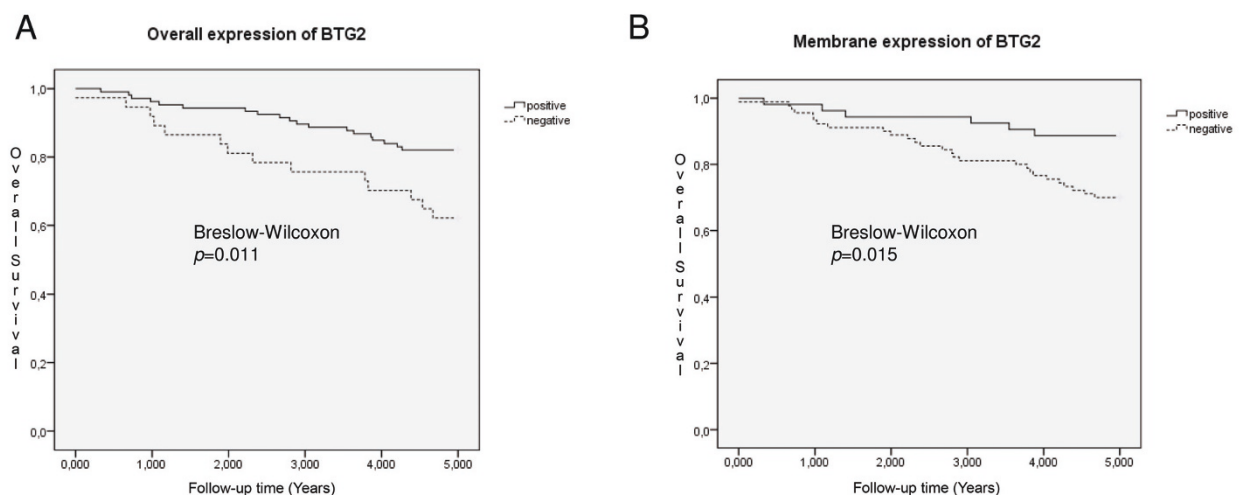 A
Overall expression of BTG2
1,0
0,8
0,6
0,4
0,2
0,0
Overall Survival
0,000 1,000 2,000 3,000 4,000 5,000
Follow-up time (Years)
positive
negative
Breslow-Wilcoxon
p=0.011
B
Membrane expression of BTG2
1,0
0,8
0,6
0,4
0,2
0,0
Overall Survival
0,000 1,000 2,000 3,000 4,000 5,000
Follow-up time (Years)
positive
negative
Breslow-Wilcoxon
p=0.015